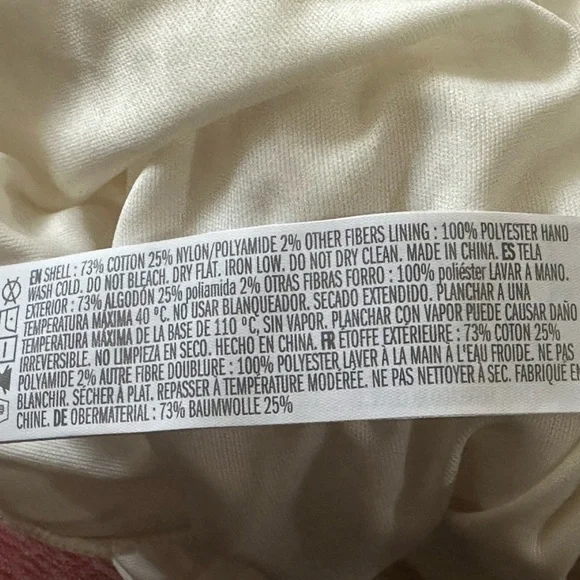 EN SHELL : 73% COTTON 25% NYLON/POLYAMIDE 2% OTHER FIBERS LINING : 100% POLYESTER HAND
WASH COLD. DO NOT BLEACH. DRY FLAT. IRON LOW. DO NOT DRY CLEAN. MADE IN CHINA. ES TELA
EXTERIOR : 73% ALGODÓN 25% poliamida 2% OTRAS FIBRAS FORRO : 100% poliéster LAVAR A MANO.
TEMPERATURA MÁXIMA 40 ºC. NO USAR BLANQUEADOR. SECADO EXTENDIDO. PLANCHAR A UNA
TEMPERATURA MÁXIMA DE LA BASE DE 110 ºC, SIN VAPOR. PLANCHAR CON VAPOR PUEDE CAUSAR DAÑO
IRREVERSIBLE. NO LIMPIEZA EN SECO. HECHO EN CHINA. FR ÉTOFFE EXTERIEURE : 73% COTON 25%
POLYAMIDE 2% AUTRE FIBRE DOUBLURE : 100% POLYESTER LAVER À LA MAIN À L'EAU FROIDE. NE PAS
BLANCHIR. SÉCHER À PLAT. REPASSER À TEMPÉRATURE MODÉRÉE. NE PAS NETTOYER À SEC. FABRIQUE EN
CHINE. DE OBERMATERIAL : 73% BAUMWOLLE 25%